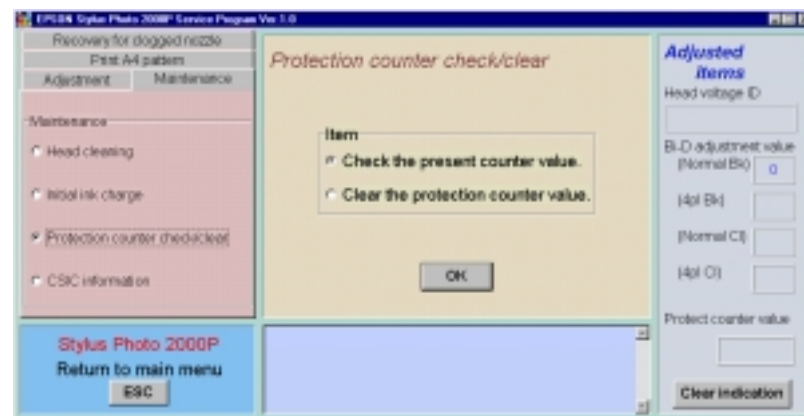 EPSON Stylus Photo 2000P Service Program Ver 1.0
Recovery for clogged nozzle
Print A4 pattern
Adjustment
Maintenance
Maintenance
Head cleaning
Initial ink charge
Protection counter check/clear
CSIC information
Protection counter check/clear
Item
Check the present counter value.
Clear the protection counter value.
OK
Adjusted
Items
Head voltage ID
Bi-D adjustment value
(Normal Bk)
0
(4pl Bk)
(Normal Cl)
(4pl Cl)
Protect counter value
Clear indication
Stylus Photo 2000P
Return to main menu
ESC